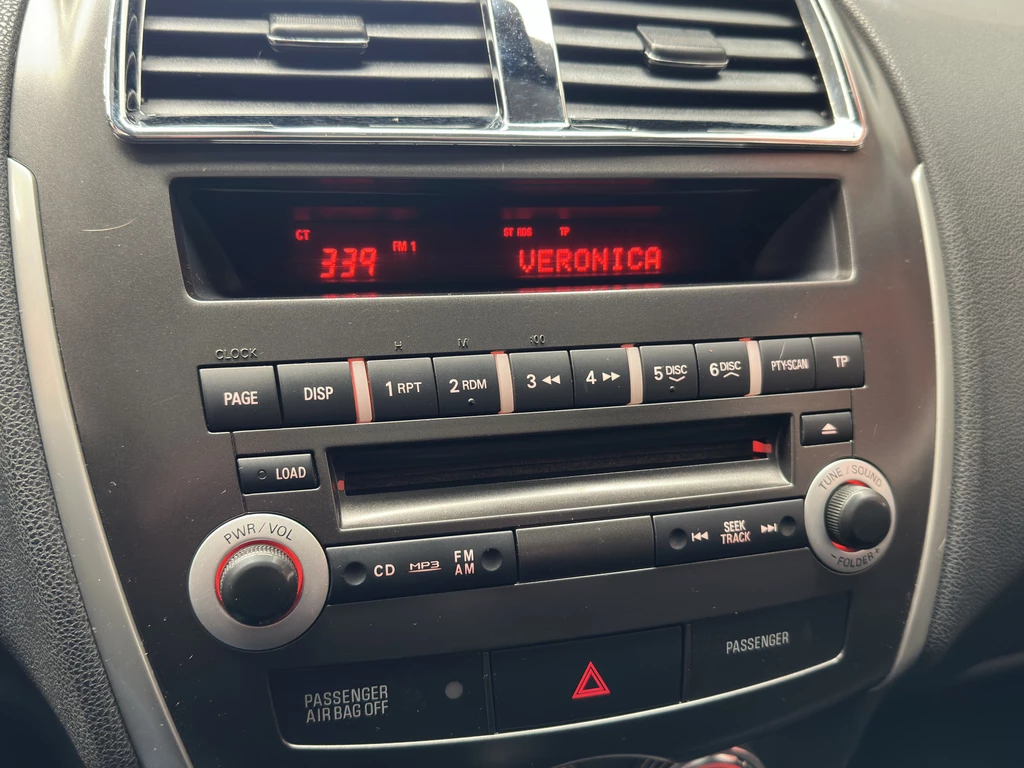 CT
339
FM 1
ST RDS TP
VERONICA
CLOCK
H
M
:00
PAGE
DISP
1 RPT
2 RDM
3
4
5 DISC
6 DISC
PTY·SCAN
TP
LOAD
TUNE / SOUND
− FOLDER +
PWR / VOL
CD MP3 FM
AM
SEEK
TRACK
PASSENGER
AIR BAG OFF
PASSENGER